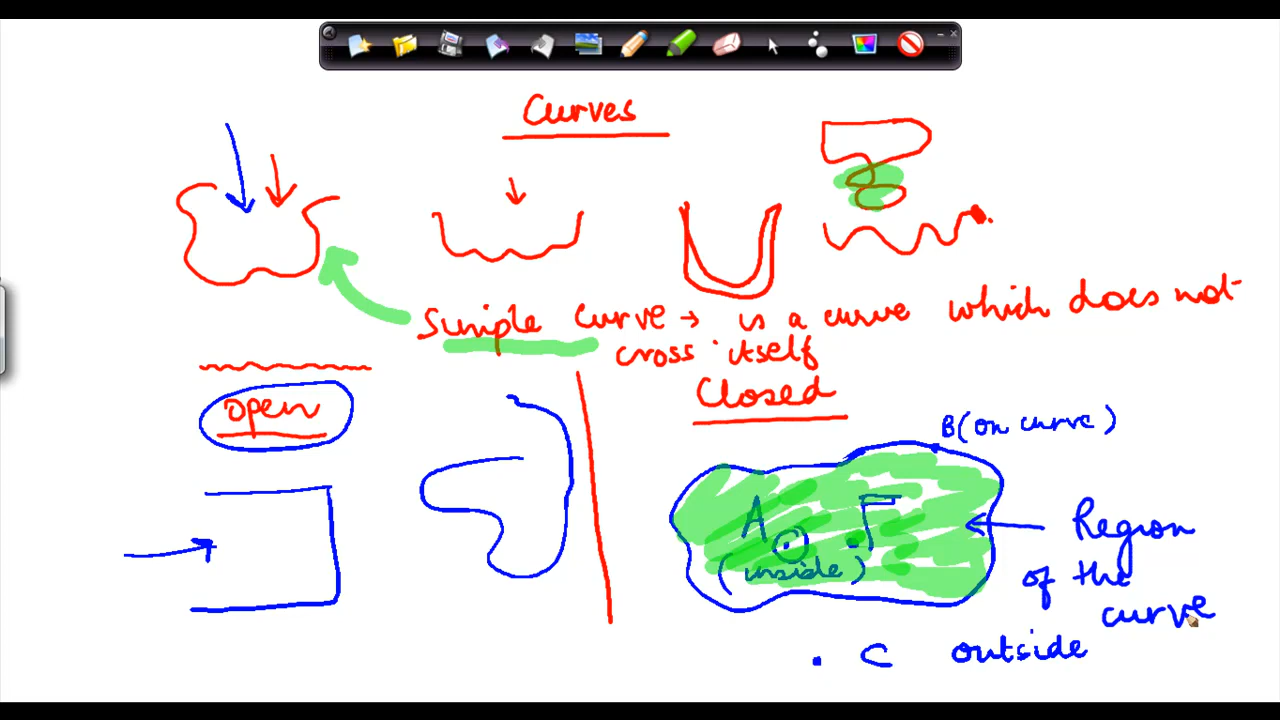 Curves
Simple curve → is a curve which does not
cross itself
Open
Closed
B (on curve)
A
(inside)
Region
of the
curve
. C outside